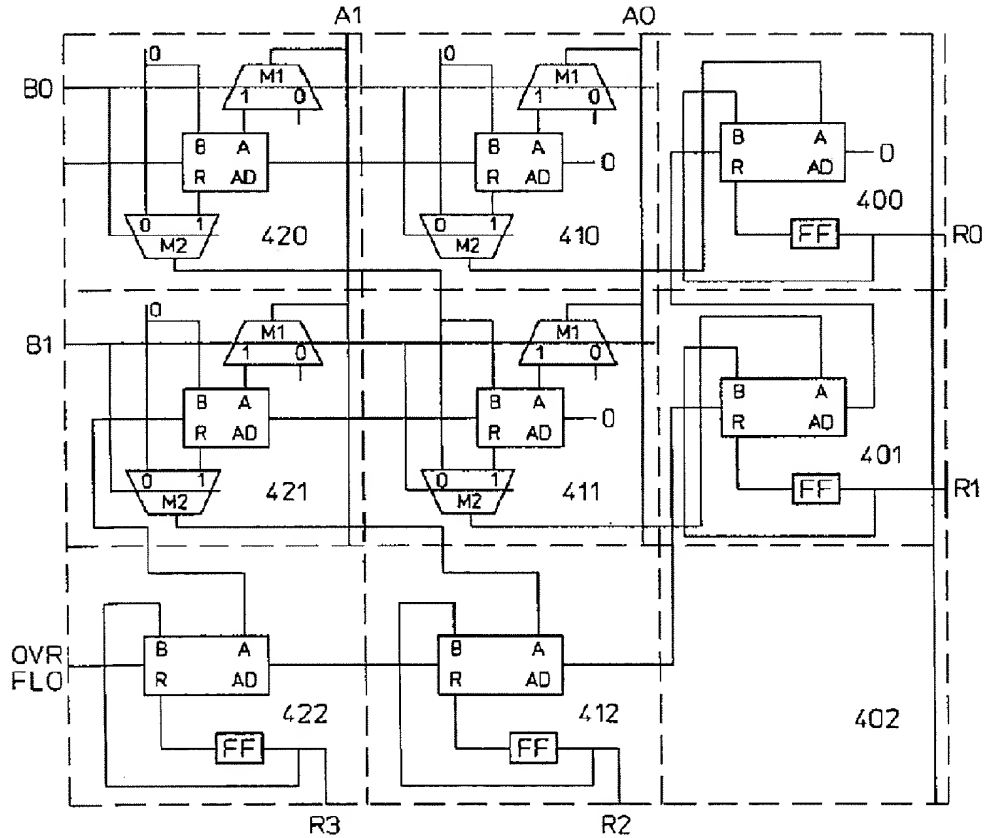 A1 A0
0 0
M1 M1
B0
1 0 1 0
B A B A B
0 0
R AD R AD R AD
A
400
0 1 0 1
M2 420 M2 410 FF R0
0
M1 M1
B1
1 0 1 0
B A B A B A
0
R AD R AD R AD
401
0 1 0 1
M2 421 M2 411 FF R1
B A B A
OVR
FLO
R AD R AD
422 412 402
FF FF
R3 R2